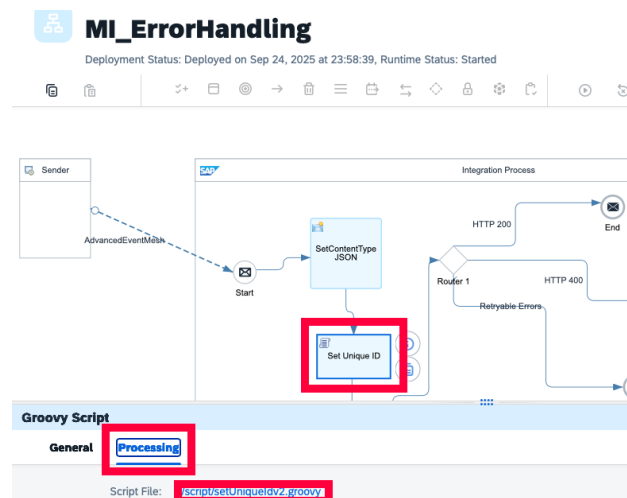 MI_ErrorHandling
Deployment Status: Deployed on Sep 24, 2025 at 23:58:39, Runtime Status: Started
Sender
SAP
Integration Process
AdvancedEventMesh
Start
SetContentType
JSON
HTTP 200
End
Router 1
HTTP 400
Retryable Errors
Set Unique ID
Groovy Script
General
Processing
Script File:
/script/setUniqueIdv2.groovy